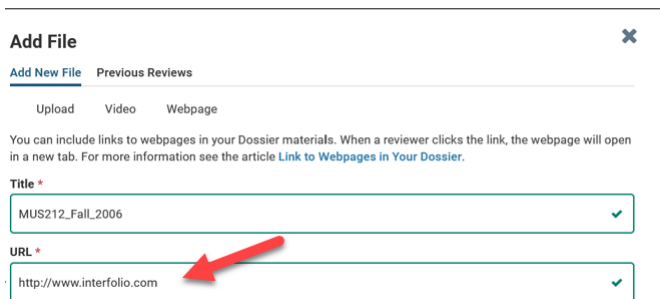 Add File
Add New File Previous Reviews
Upload Video Webpage
You can include links to webpages in your Dossier materials. When a reviewer clicks the link, the webpage will open
in a new tab. For more information see the article Link to Webpages in Your Dossier.
Title *
MUS212_Fall_2006
URL *
http://www.interfolio.com